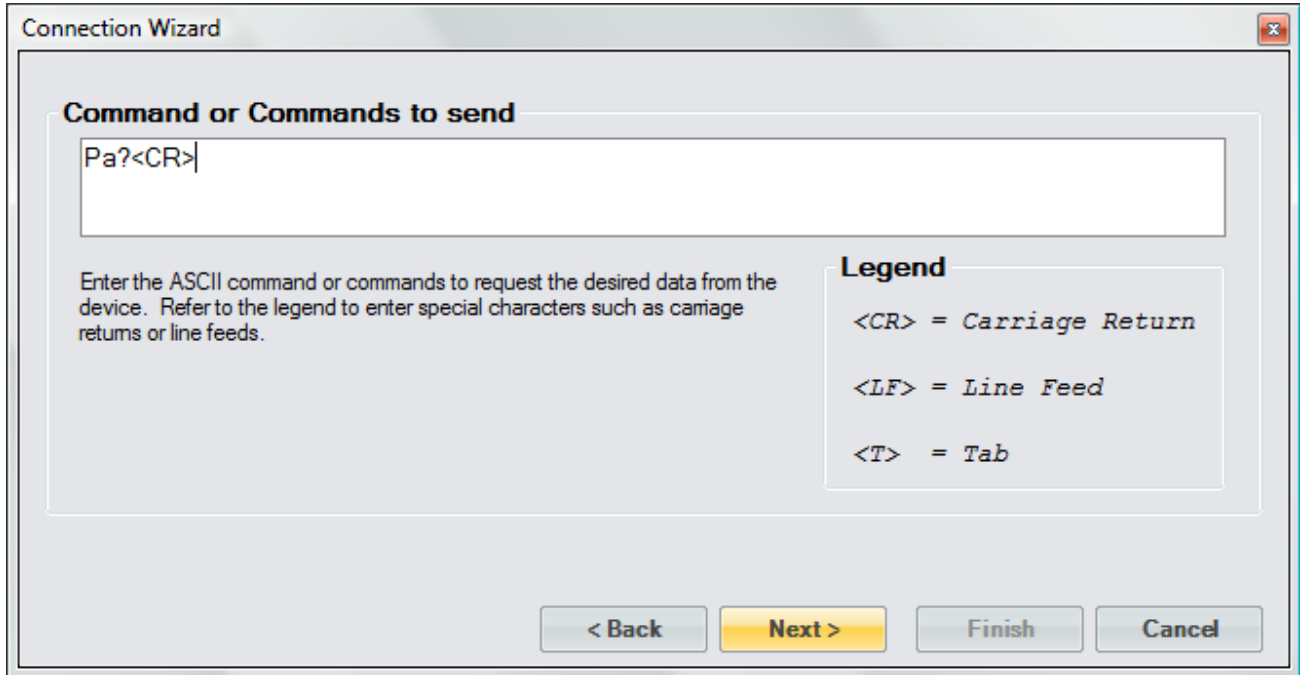 Connection Wizard
Command or Commands to send
Pa?<CR>
Enter the ASCII command or commands to request the desired data from the
device. Refer to the legend to enter special characters such as carriage
returns or line feeds.
Legend
<CR> = Carriage Return
<LF> = Line Feed
<T> = Tab
< Back
Next >
Finish
Cancel